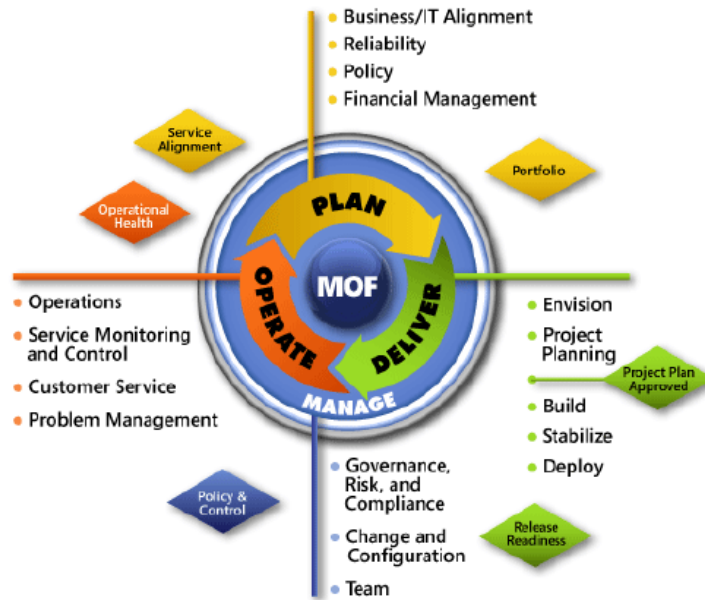 Business/IT Alignment
Reliability
Policy
Financial Management
Service
Alignment
Portfolio
Operational
Health
PLAN
MOF
OPERATE
DELIVER
MANAGE
Operations
Service Monitoring
and Control
Customer Service
Problem Management
Envision
Project
Planning
Project Plan
Approved
Build
Stabilize
Deploy
Policy &
Control
Governance,
Risk, and
Compliance
Change and
Configuration
Team
Release
Readiness